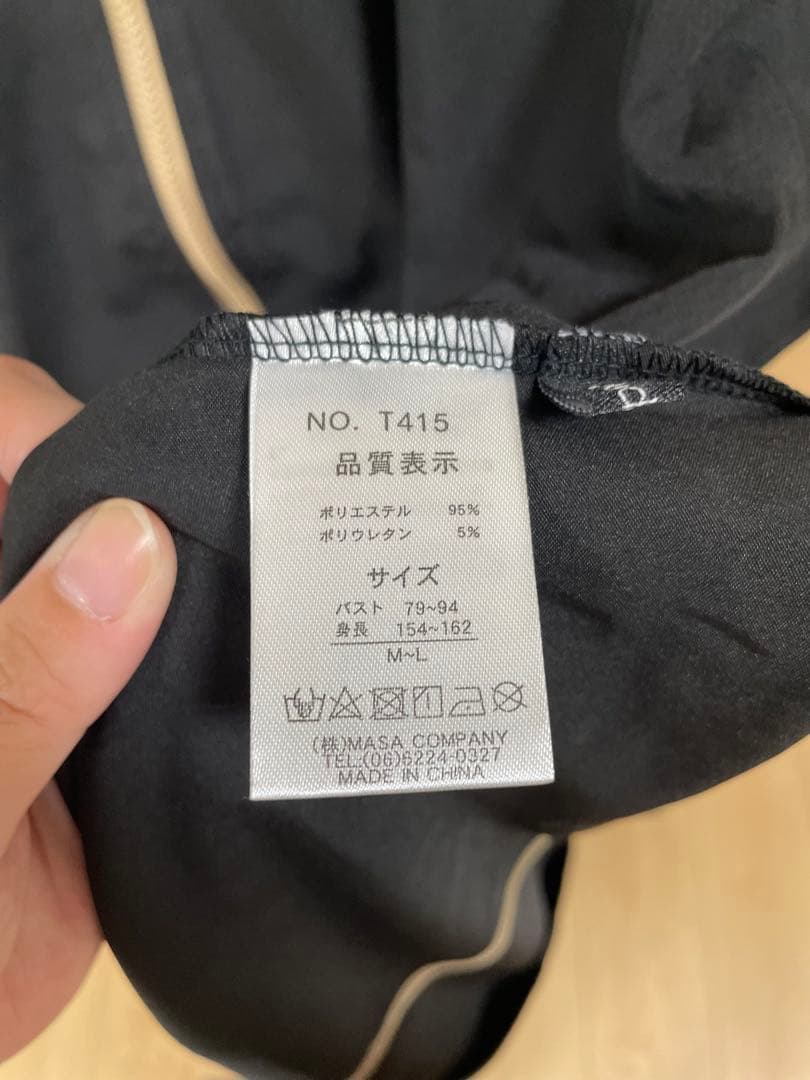 NO. T415
品質表示
ポリエステル 95%
ポリウレタン 5%
サイズ
バスト 79~94
身長 154~162
M~L
(株)MASA COMPANY
TEL.(06)6224-0327
MADE IN CHINA